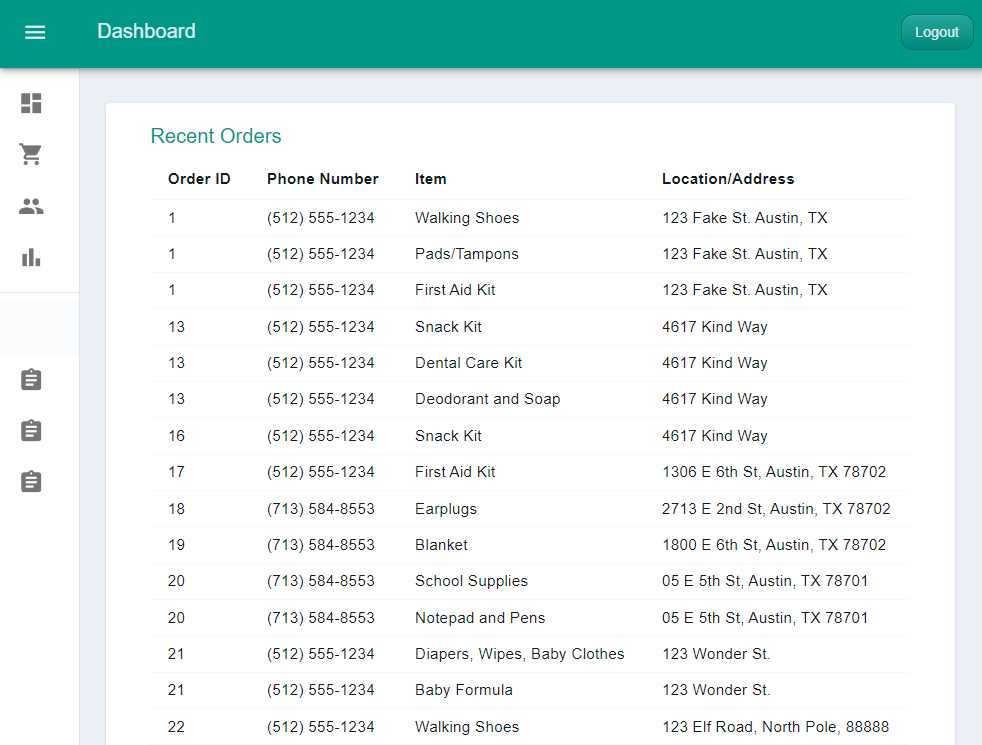 Dashboard Logout
Recent Orders
Order ID Phone Number Item Location/Address
1 (512) 555-1234 Walking Shoes 123 Fake St. Austin, TX
1 (512) 555-1234 Pads/Tampons 123 Fake St. Austin, TX
1 (512) 555-1234 First Aid Kit 123 Fake St. Austin, TX
13 (512) 555-1234 Snack Kit 4617 Kind Way
13 (512) 555-1234 Dental Care Kit 4617 Kind Way
13 (512) 555-1234 Deodorant and Soap 4617 Kind Way
16 (512) 555-1234 Snack Kit 4617 Kind Way
17 (512) 555-1234 First Aid Kit 1306 E 6th St, Austin, TX 78702
18 (713) 584-8553 Earplugs 2713 E 2nd St, Austin, TX 78702
19 (713) 584-8553 Blanket 1800 E 6th St, Austin, TX 78702
20 (713) 584-8553 School Supplies 05 E 5th St, Austin, TX 78701
20 (713) 584-8553 Notepad and Pens 05 E 5th St, Austin, TX 78701
21 (512) 555-1234 Diapers, Wipes, Baby Clothes 123 Wonder St.
21 (512) 555-1234 Baby Formula 123 Wonder St.
22 (512) 555-1234 Walking Shoes 123 Elf Road, North Pole, 88888